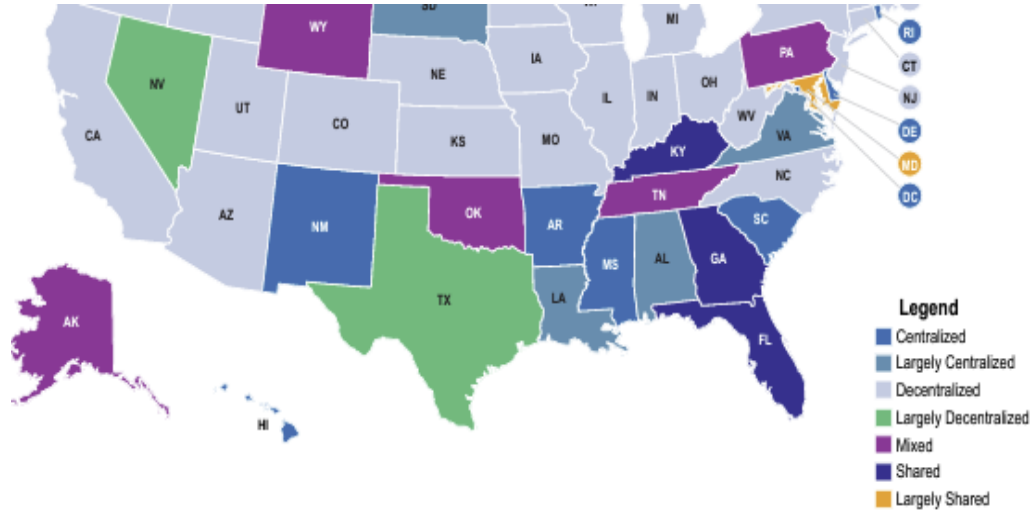 SD
MI
WY
PA
RI
CT
NV
NE
IA
OH
IL
IN
NJ
UT
CO
WV
DE
CA
KS
MO
VA
KY
MD
NC
TN
DC
AZ
NM
OK
AR
SC
MS
AL
GA
LA
TX
AK
FL
HI
Legend
Centralized
Largely Centralized
Decentralized
Largely Decentralized
Mixed
Shared
Largely Shared